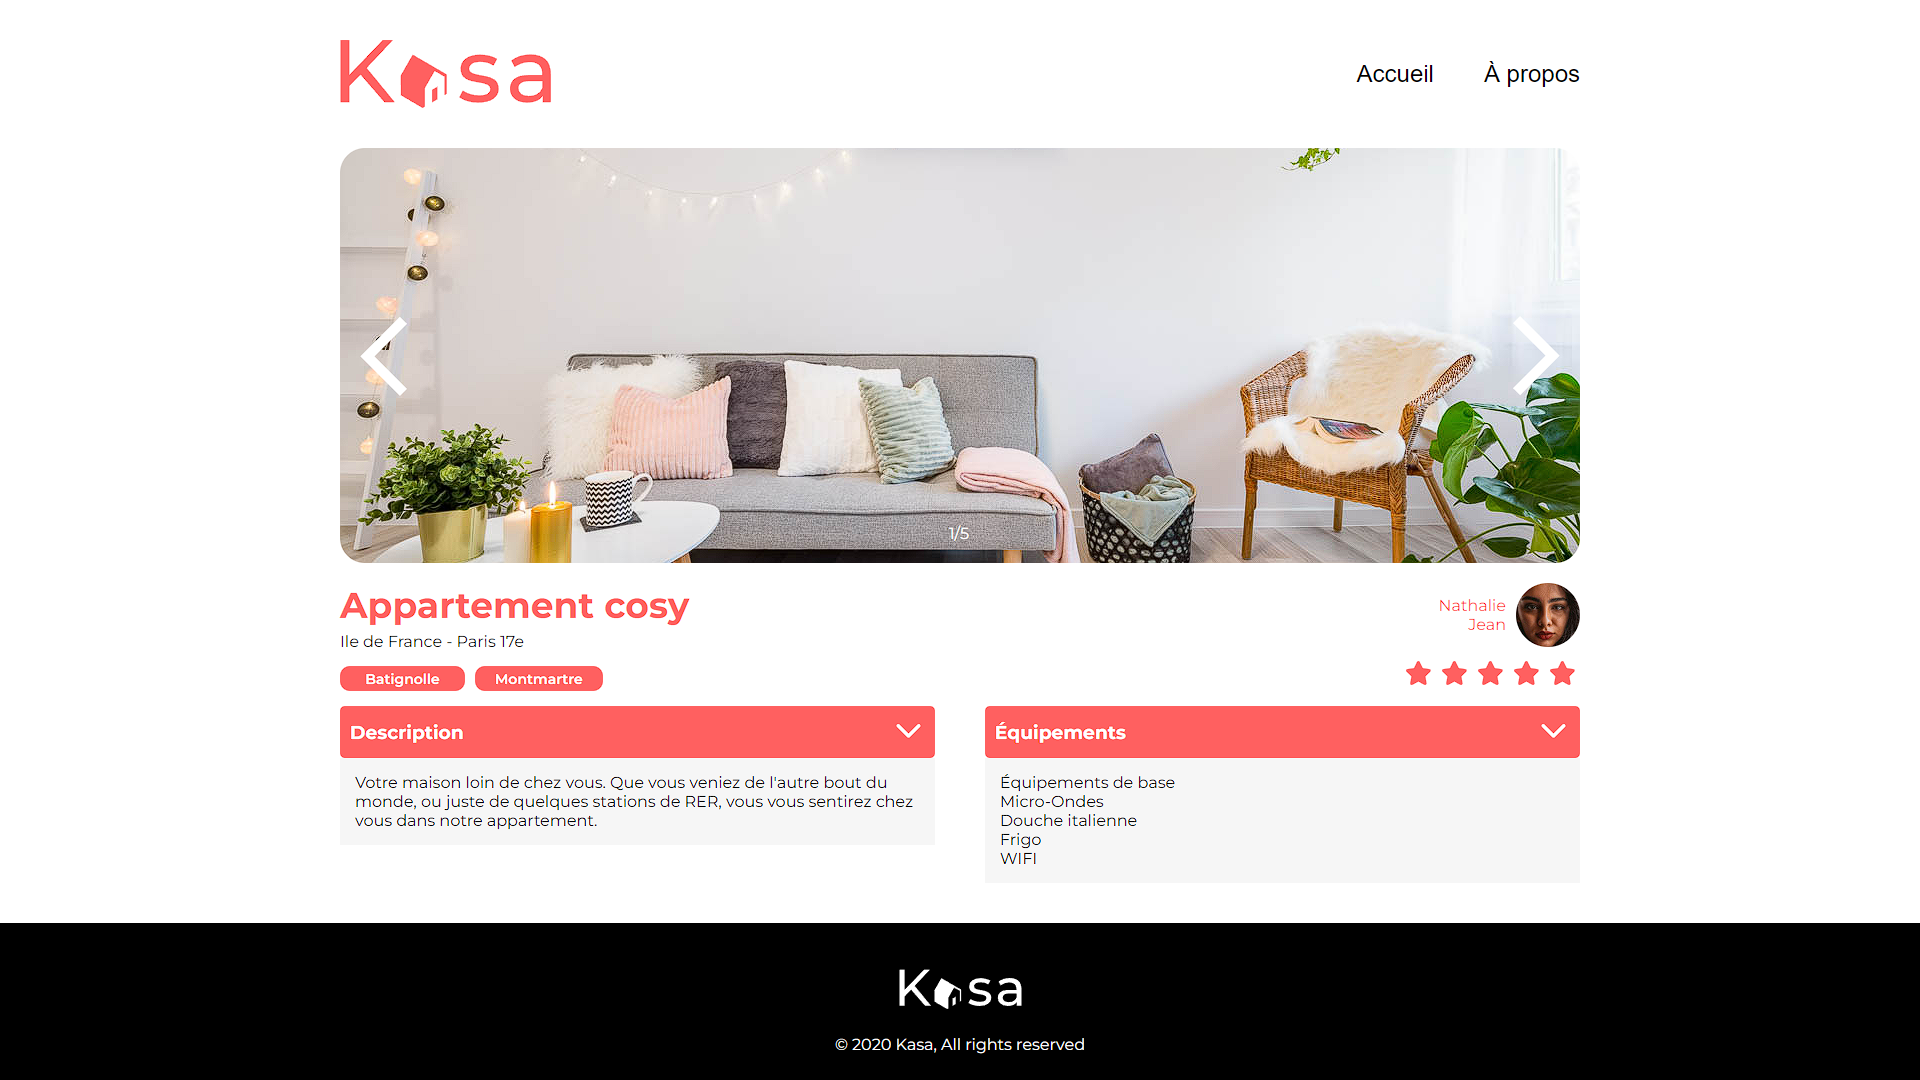 Kasa
Accueil
À propos
1/5
Appartement cosy
Ile de France - Paris 17e
Nathalie
Jean
Batignolle
Montmartre
Description
Votre maison loin de chez vous. Que vous veniez de l'autre bout du
monde, ou juste de quelques stations de RER, vous vous sentirez chez
vous dans notre appartement.
Équipements
Équipements de base
Micro-Ondes
Douche italienne
Frigo
WIFI
Kasa
© 2020 Kasa, All rights reserved